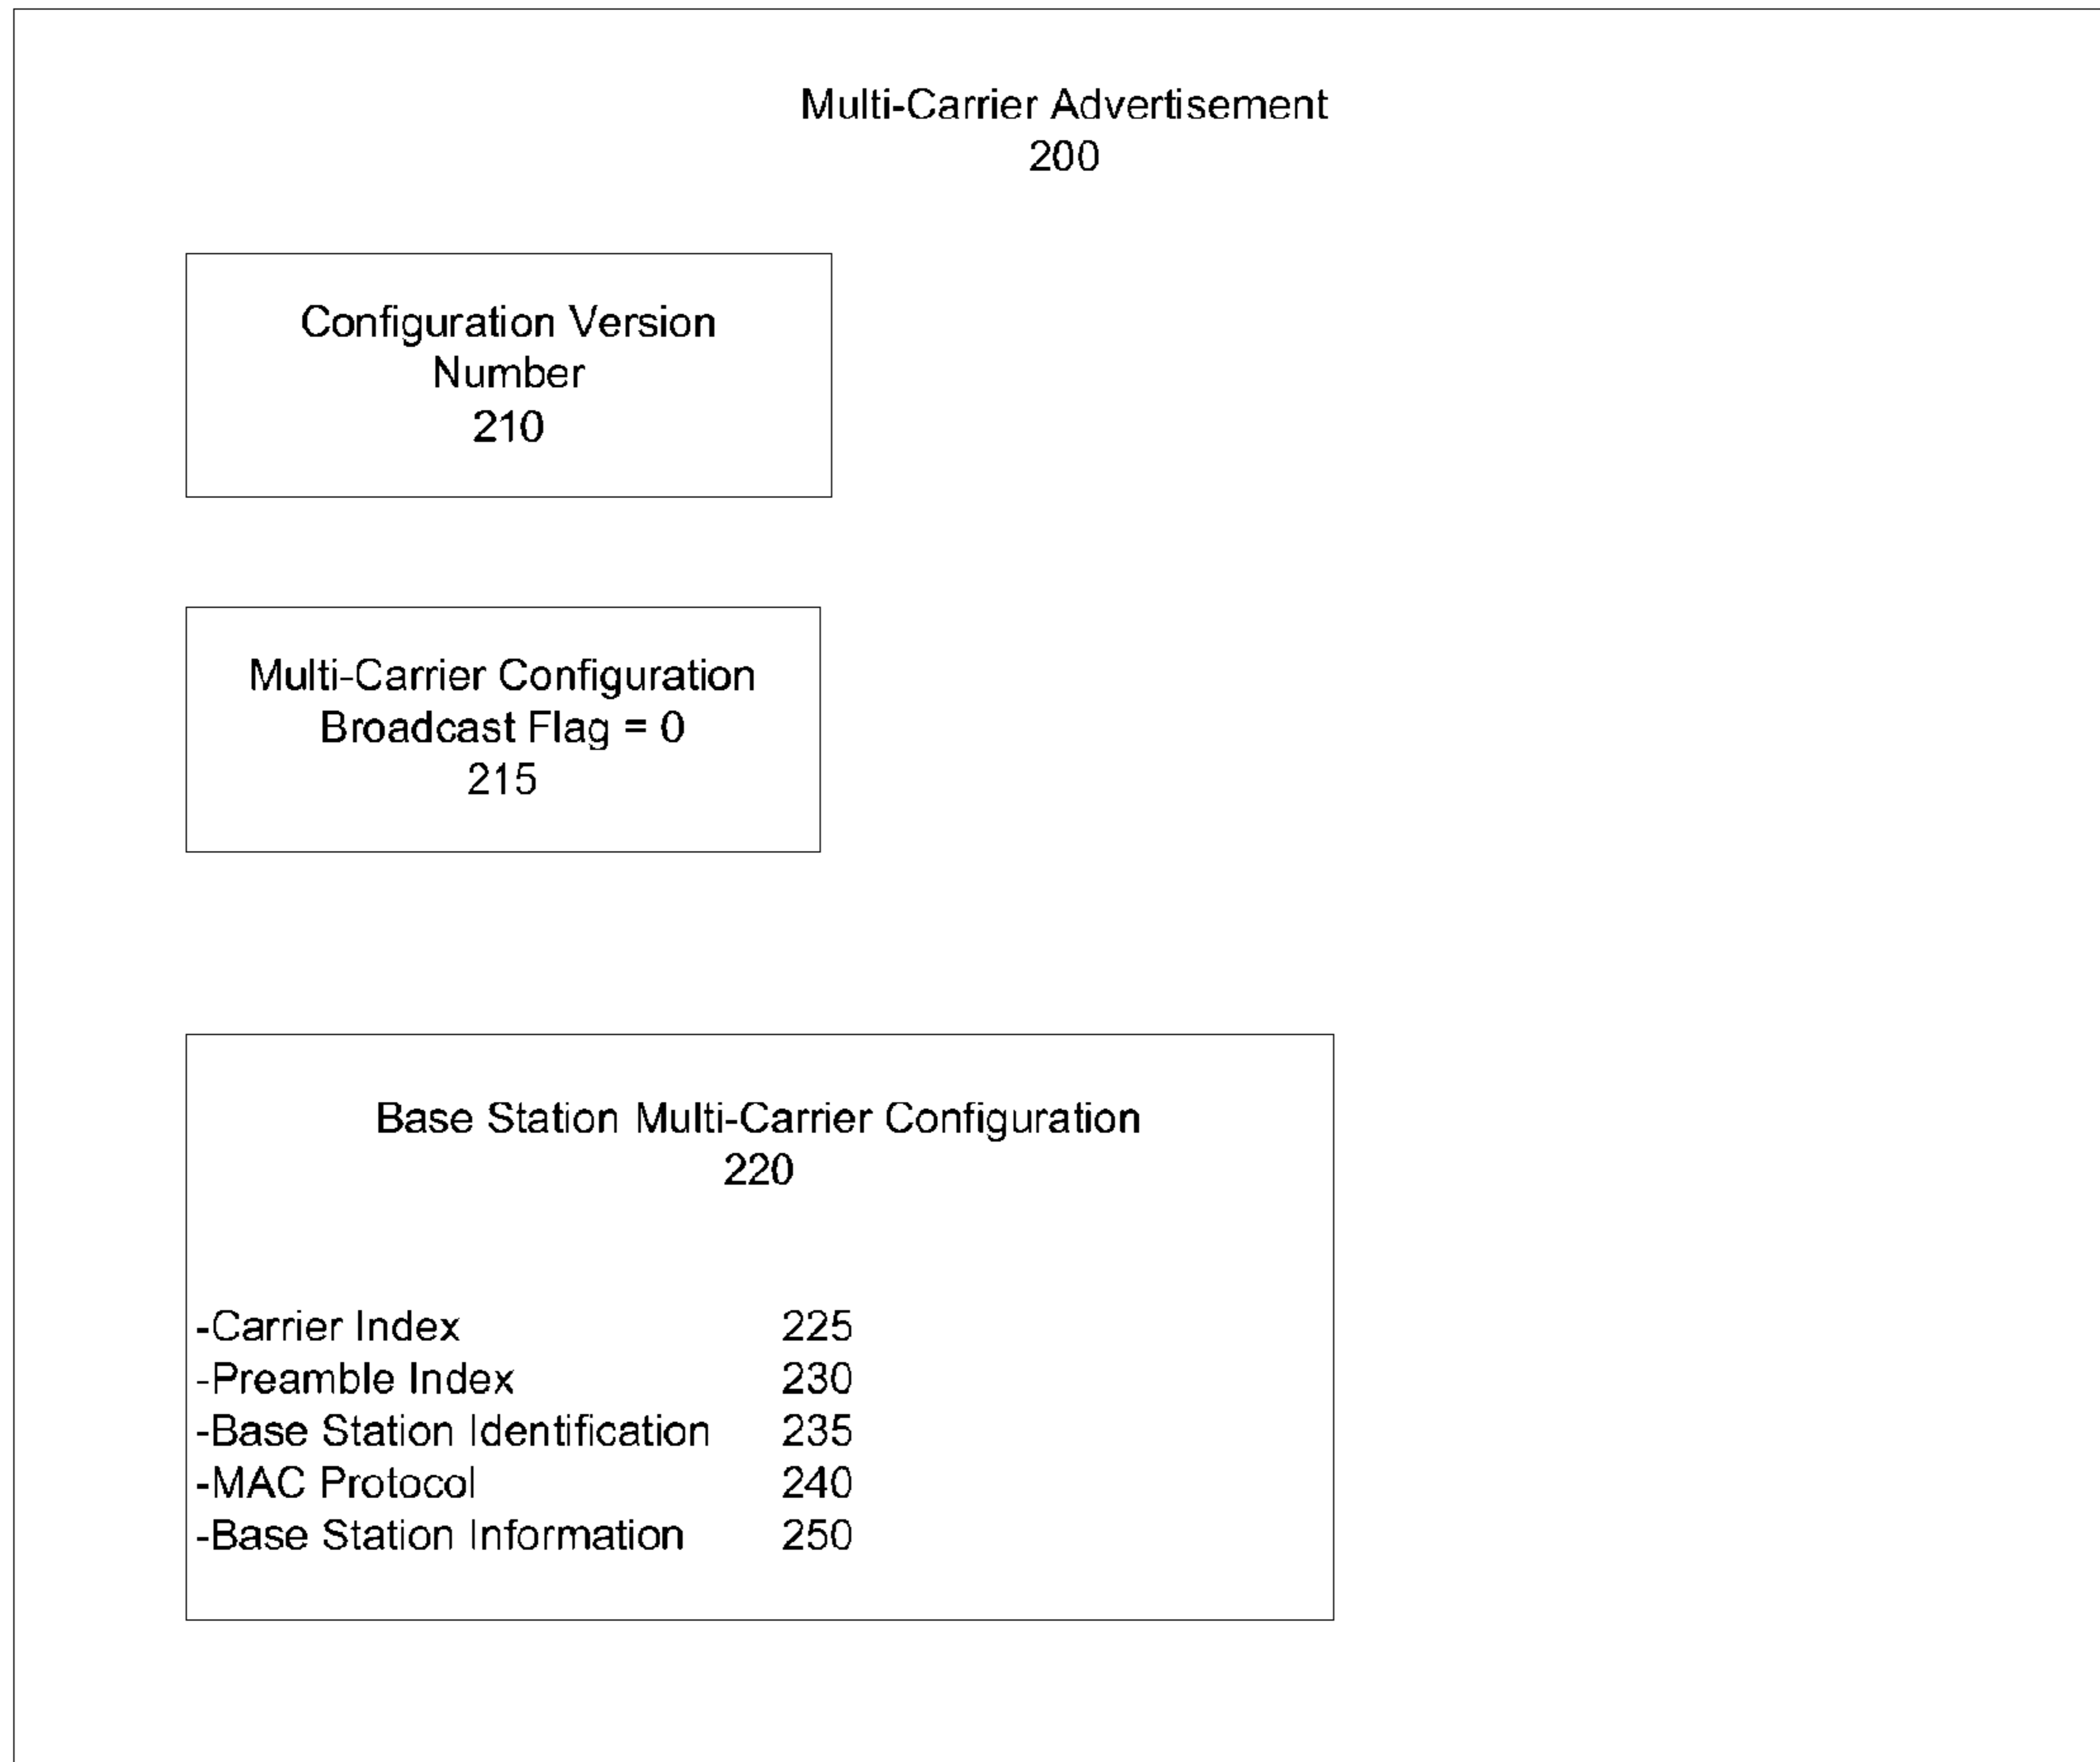 Multi-Carrier Advertisement
200
Configuration Version
Number
210
Multi-Carrier Configuration
Broadcast Flag = 0
215
Base Station Multi-Carrier Configuration
220
-Carrier Index 225
-Preamble Index 230
-Base Station Identification 235
-MAC Protocol 240
-Base Station Information 250